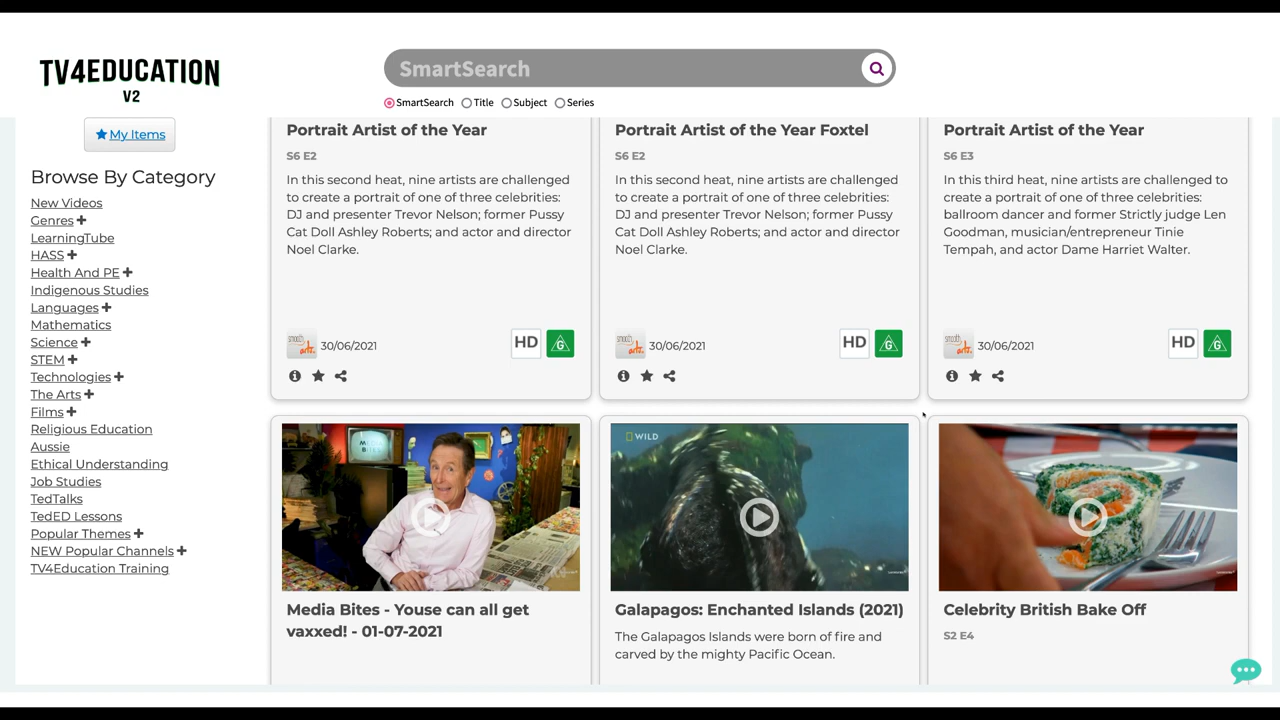 TV4EDUCATION
V2
SmartSearch
SmartSearch Title Subject Series
My Items
Browse By Category
New Videos
Genres +
LearningTube
HASS +
Health And PE +
Indigenous Studies
Languages +
Mathematics
Science +
STEM +
Technologies +
The Arts +
Films +
Religious Education
Aussie
Ethical Understanding
Job Studies
TedTalks
TedED Lessons
Popular Themes +
NEW Popular Channels +
TV4Education Training
Portrait Artist of the Year
S6 E2
In this second heat, nine artists are challenged
to create a portrait of one of three celebrities:
DJ and presenter Trevor Nelson; former Pussy
Cat Doll Ashley Roberts; and actor and director
Noel Clarke.
30/06/2021
HD
G
Portrait Artist of the Year Foxtel
S6 E2
In this second heat, nine artists are challenged
to create a portrait of one of three celebrities:
DJ and presenter Trevor Nelson; former Pussy
Cat Doll Ashley Roberts; and actor and director
Noel Clarke.
30/06/2021
HD
G
Portrait Artist of the Year
S6 E3
In this third heat, nine artists are challenged to
create a portrait of one of three celebrities:
ballroom dancer and former Strictly judge Len
Goodman, musician/entrepreneur Tinie
Tempah, and actor Dame Harriet Walter.
30/06/2021
HD
G
Media Bites - Youse can all get
vaxxed! - 01-07-2021
WILD
Galapagos: Enchanted Islands (2021)
The Galapagos Islands were born of fire and
carved by the mighty Pacific Ocean.
Celebrity British Bake Off
S2 E4